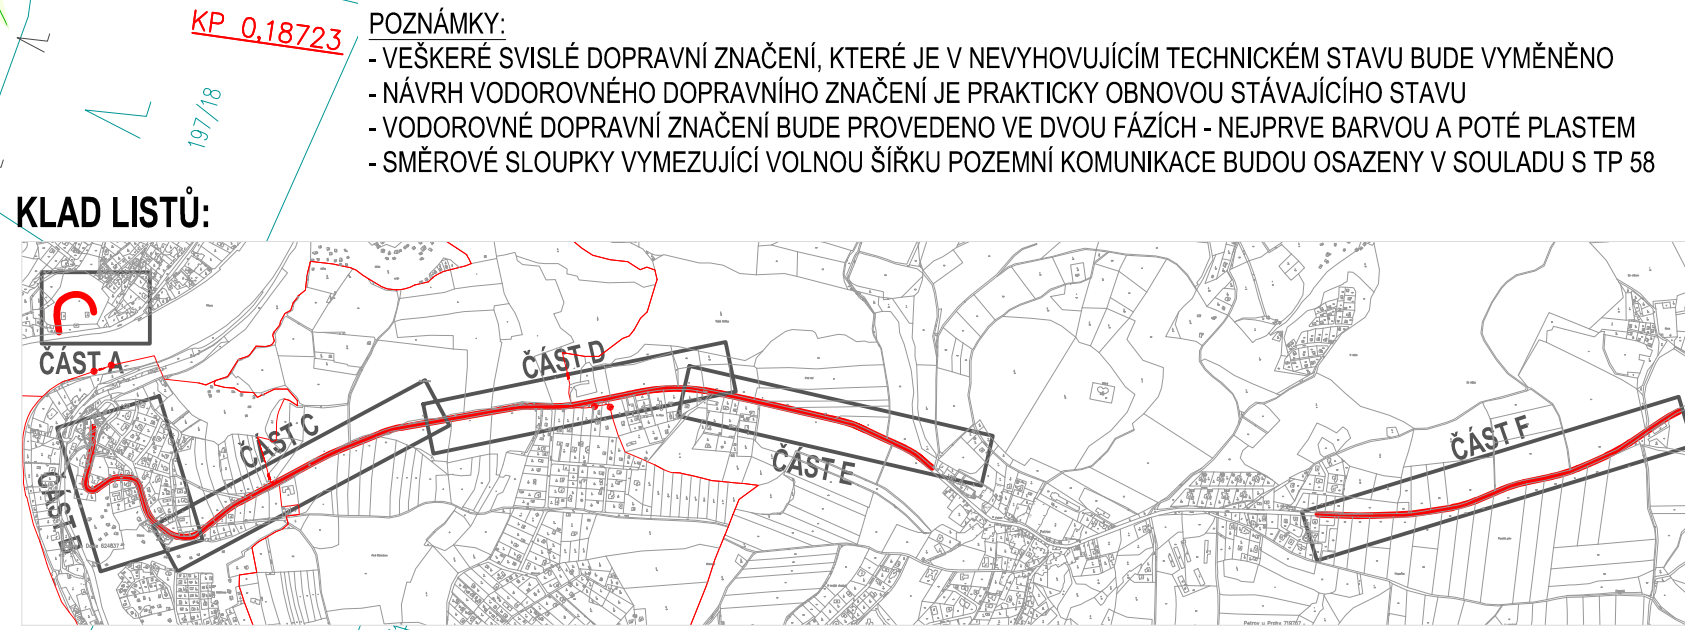 KP 0,18723
197/18
POZNÁMKY:
- VEŠKERÉ SVISLÉ DOPRAVNÍ ZNAČENÍ, KTERÉ JE V NEVYHOVUJÍCÍM TECHNICKÉM STAVU BUDE VYMĚNĚNO
- NÁVRH VODOROVNÉHO DOPRAVNÍHO ZNAČENÍ JE PRAKTICKY OBNOVOU STÁVAJÍCÍHO STAVU
- VODOROVNÉ DOPRAVNÍ ZNAČENÍ BUDE PROVEDENO VE DVOU FÁZÍCH - NEJPRVE BARVOU A POTÉ PLASTEM
- SMĚROVÉ SLOUPKY VYMEZUJÍCÍ VOLNOU ŠÍŘKU POZEMNÍ KOMUNIKACE BUDOU OSAZENY V SOULADU S TP 58
KLAD LISTŮ:
ČÁST A
ČÁST B
ČÁST C
ČÁST D
ČÁST E
ČÁST F